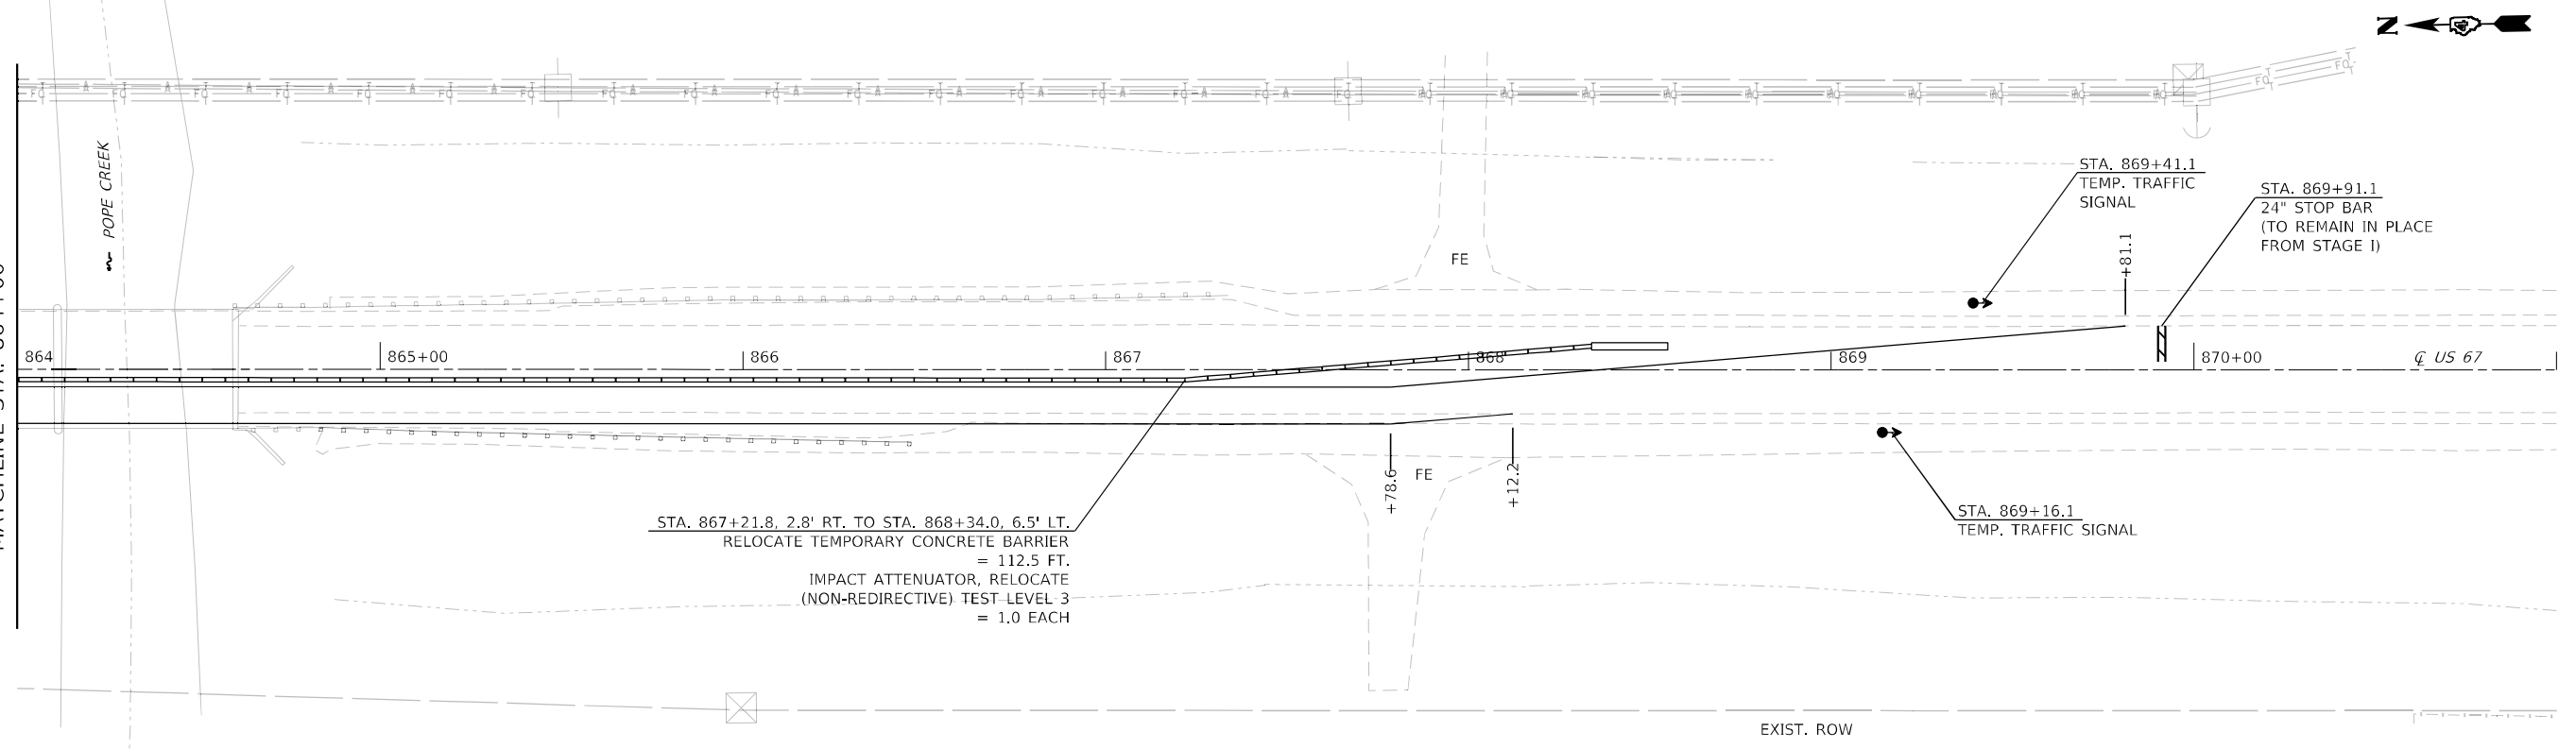 N
POPE CREEK
MATCHLINE STA. 864+00
STA. 869+41.1
TEMP. TRAFFIC
SIGNAL
STA. 869+91.1
24" STOP BAR
(TO REMAIN IN PLACE
FROM STAGE I)
+81.1
FE
864
865+00
866
867
868
869
870+00
℄ US 67
+78.6
FE
+12.2
STA. 867+21.8, 2.8' RT. TO STA. 868+34.0, 6.5' LT.
RELOCATE TEMPORARY CONCRETE BARRIER
= 112.5 FT.
IMPACT ATTENUATOR, RELOCATE
(NON-REDIRECTIVE) TEST LEVEL 3
= 1.0 EACH
STA. 869+16.1
TEMP. TRAFFIC SIGNAL
EXIST. ROW